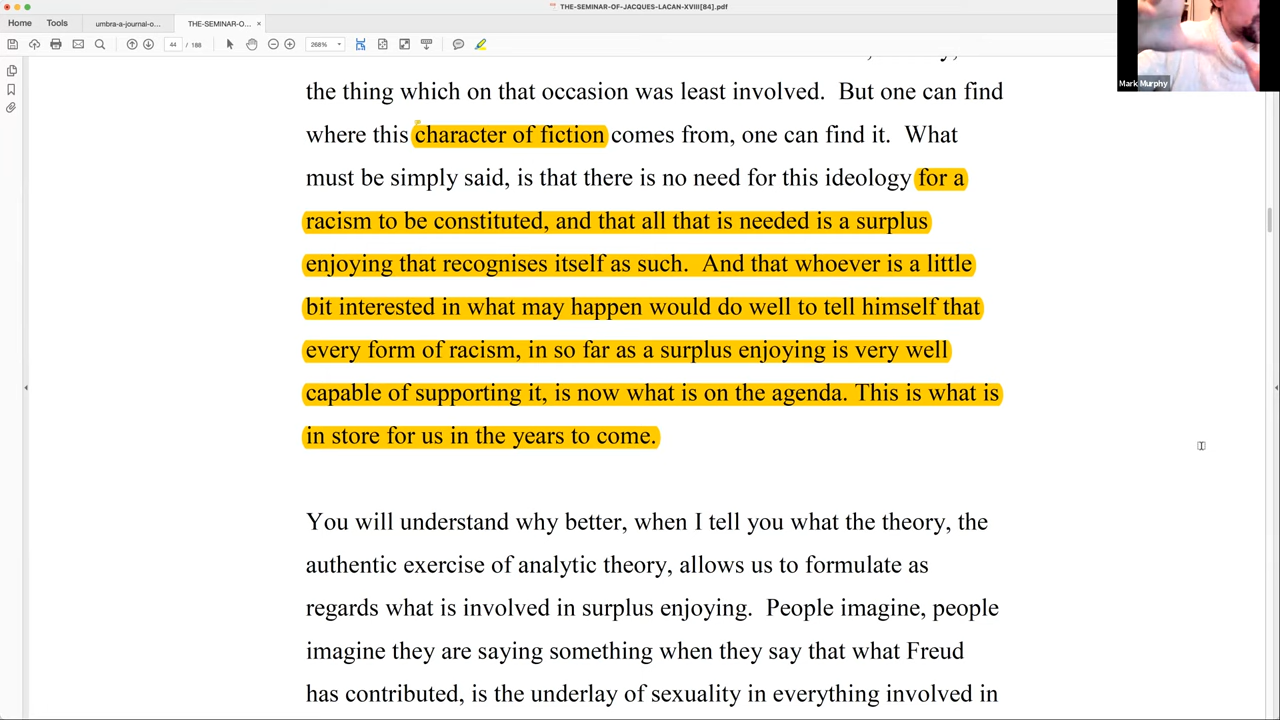 THE-SEMINAR-OF-JACQUES-LACAN-XVIII[84].pdf
Home Tools umbra-a-journal-o... THE-SEMINAR-O... ×
44 / 188 268%
the thing which on that occasion was least involved. But one can find
where this character of fiction comes from, one can find it. What
must be simply said, is that there is no need for this ideology for a
racism to be constituted, and that all that is needed is a surplus
enjoying that recognises itself as such. And that whoever is a little
bit interested in what may happen would do well to tell himself that
every form of racism, in so far as a surplus enjoying is very well
capable of supporting it, is now what is on the agenda. This is what is
in store for us in the years to come.
You will understand why better, when I tell you what the theory, the
authentic exercise of analytic theory, allows us to formulate as
regards what is involved in surplus enjoying. People imagine, people
imagine they are saying something when they say that what Freud
has contributed, is the underlay of sexuality in everything involved in
Mark Murphy